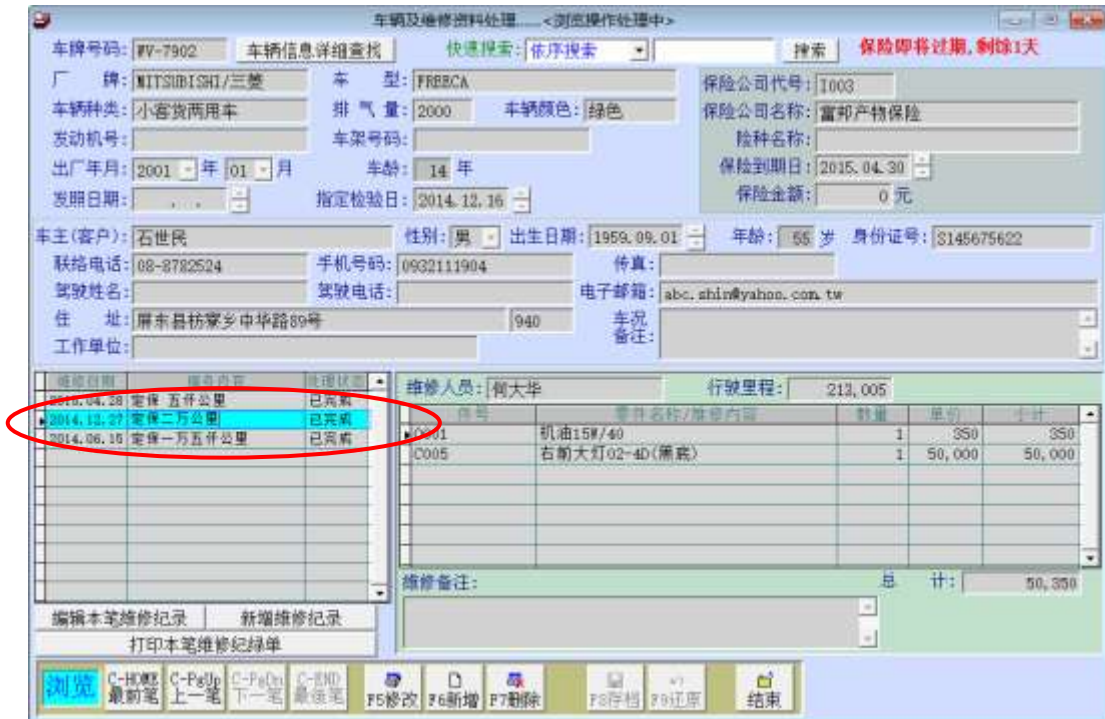 车辆及维修资料处理......<浏览操作处理中>
车牌号码: WV-7902 车辆信息详细查找 快速搜索: 依序搜索 搜索 保险即将过期,剩馀1天
厂 牌: MITSUBISHI/三菱 车 型: FREECA 保险公司代号: I003
车辆种类: 小客货两用车 排 气 量: 2000 车辆颜色: 绿色 保险公司名称: 富邦产物保险
发动机号: 车架号码: 险种名称:
出厂年月: 2001 年 01 月 车龄: 14 年 保险到期日: 2015.04.30
发照日期: . . 指定检验日: 2014.12.16 保险金额: 0 元
车主(客户): 石世民 性别: 男 出生日期: 1959.09.01 年龄: 55 岁 身份证号: S145675622
联络电话: 08-8782524 手机号码: 0932111904 传真:
驾驶姓名: 驾驶电话: 电子邮箱: abc.shin@yahoo.com.tw
住 址: 屏东县枋寮乡中华路89号 940 车况备注:
工作单位:
维修日期 服务内容 处理状态 维修人员: 何大华 行驶里程: 213,005
2015.04.28 定保 五仟公里 已完成 件号 零件名称/维修内容 数量 单价 小计
2014.12.27 定保二万公里 已完成
2014.06.15 定保一万五仟公里 已完成 0001 机油15W/40 1 350 350
C005 右前大灯02-4D(黑底) 1 50,000 50,000
维修备注: 总 计: 50,350
编辑本笔维修纪录 新增维修纪录
打印本笔维修纪绿单
浏览 C-HOME 最前笔 C-PgUp 上一笔 C-PgDn 下一笔 C-END 最后笔 F5修改 F6新增 F7删除 F8存档 F9还原 结束